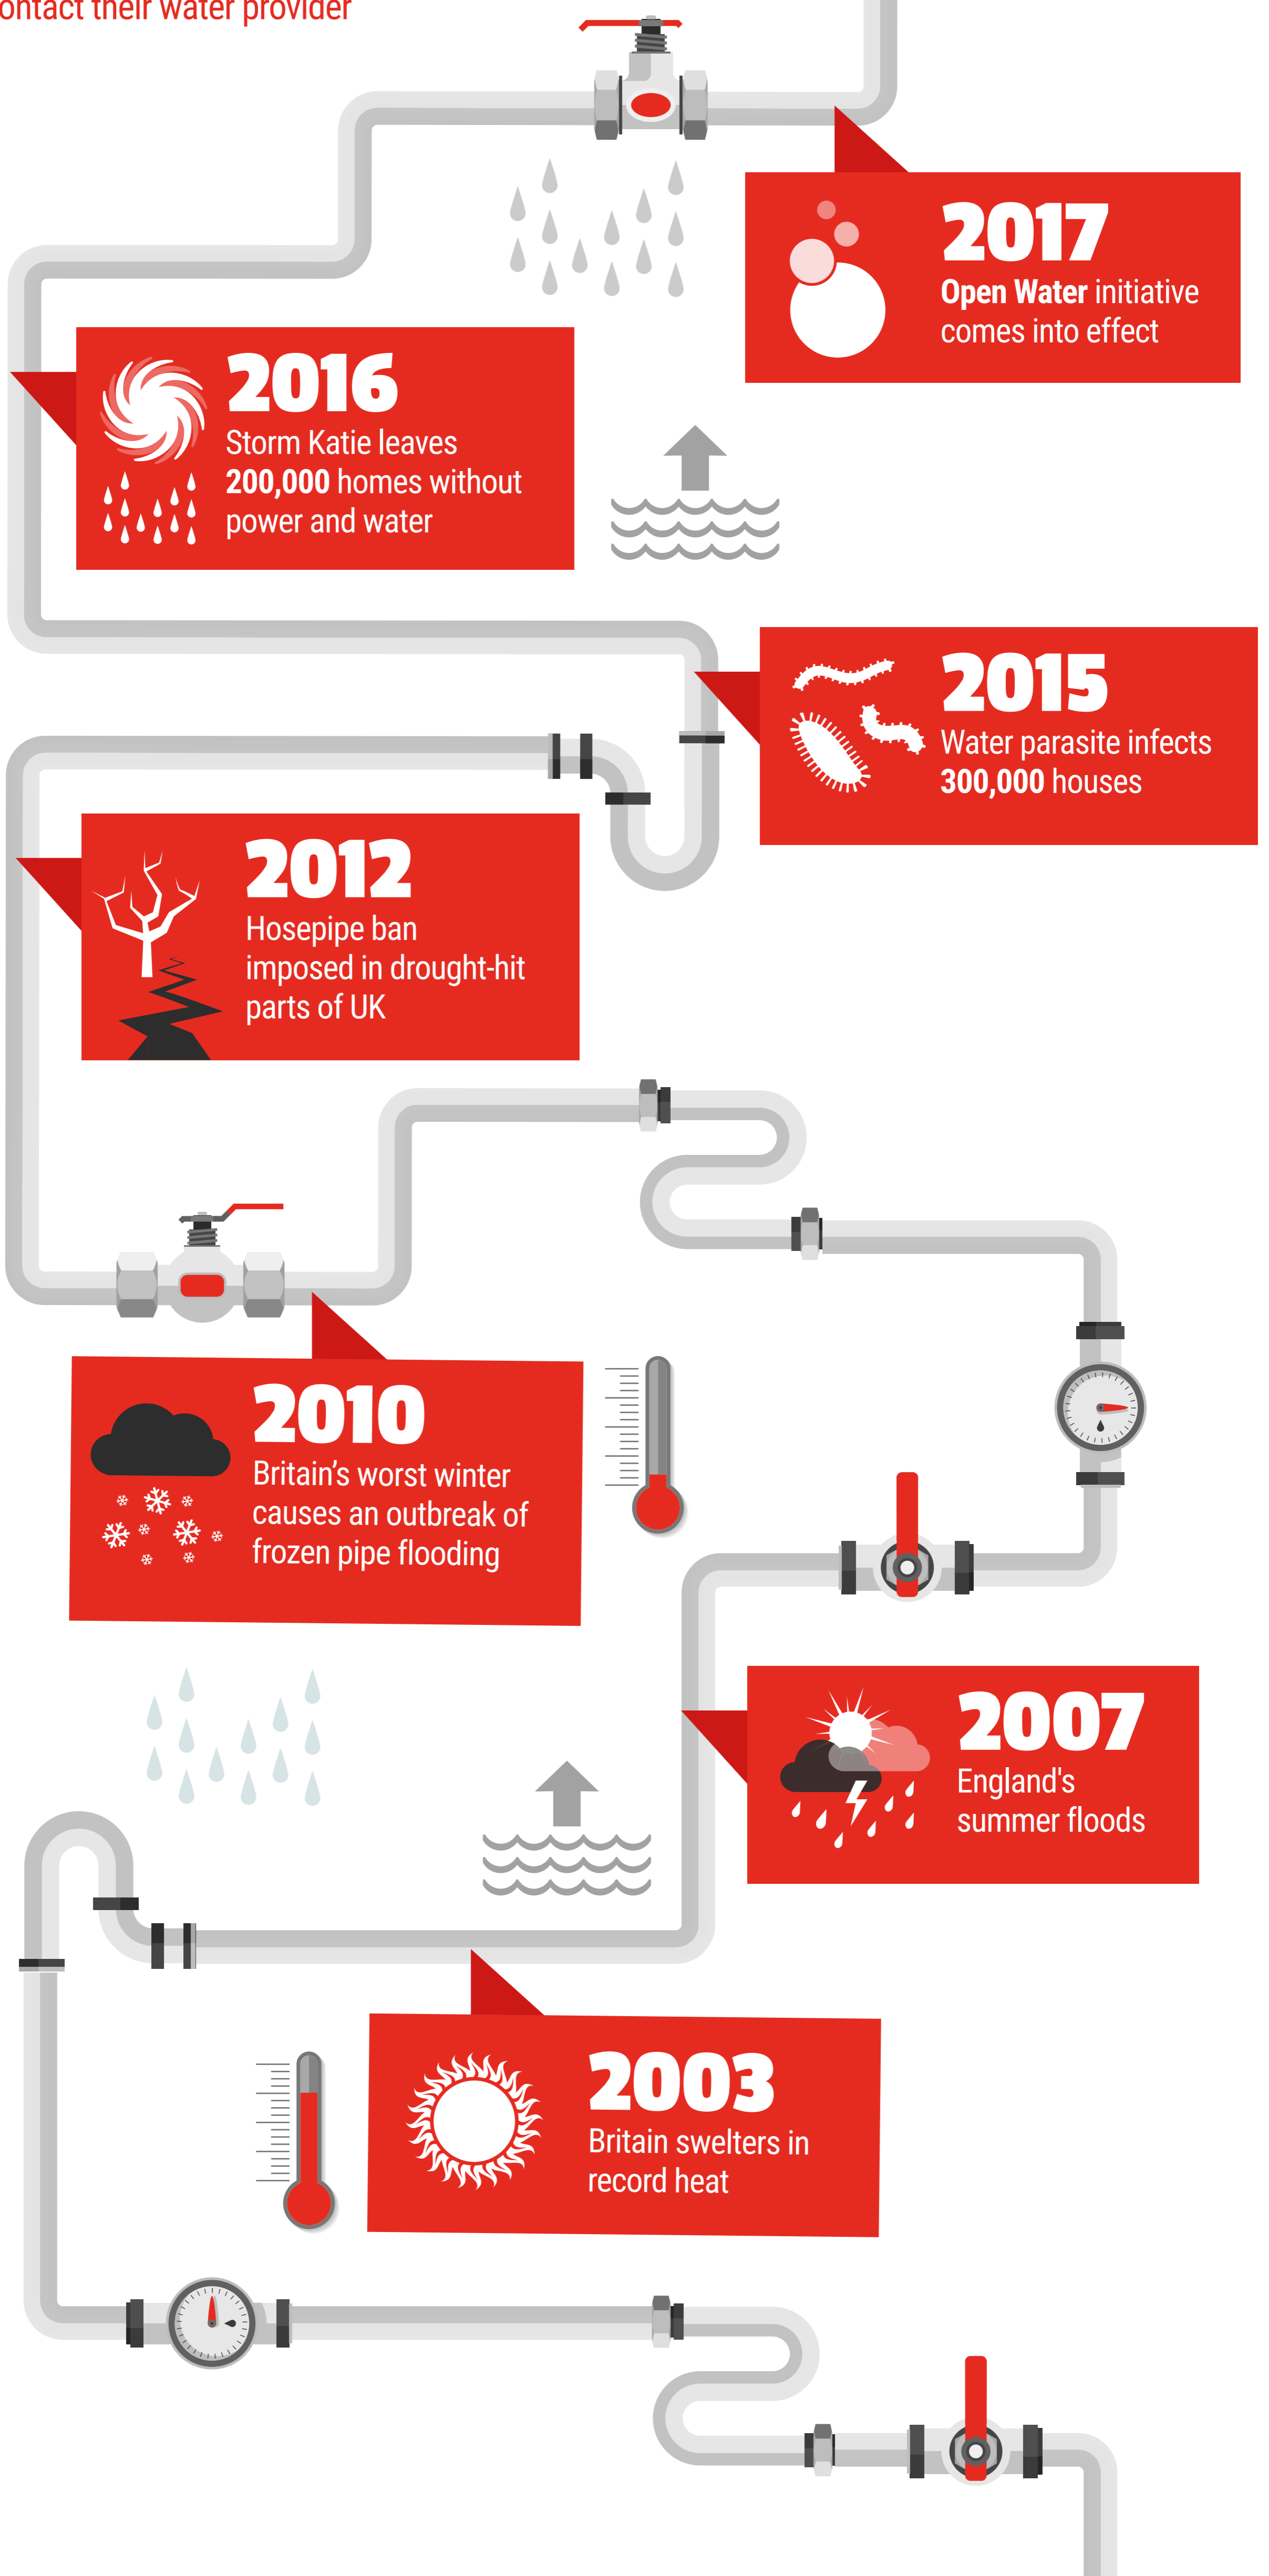 contact their water provider
2017
Open Water initiative
comes into effect
2016
Storm Katie leaves
200,000 homes without
power and water
2015
Water parasite infects
300,000 houses
2012
Hosepipe ban
imposed in drought-hit
parts of UK
2010
Britain’s worst winter
causes an outbreak of
frozen pipe flooding
2007
England's
summer floods
2003
Britain swelters in
record heat